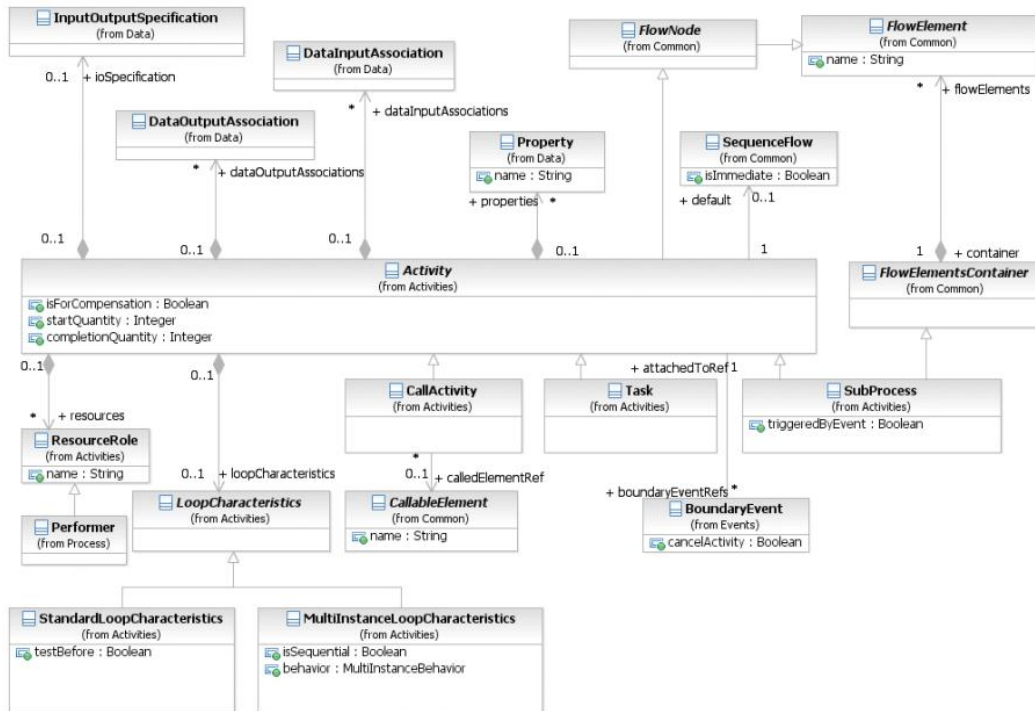 InputOutputSpecification
(from Data)
0..1 + ioSpecification
DataInputAssociation
(from Data)
* + dataInputAssociations
FlowNode
(from Common)
FlowElement
(from Common)
name : String
* + flowElements
DataOutputAssociation
(from Data)
* + dataOutputAssociations
Property
(from Data)
name : String
+ properties *
SequenceFlow
(from Common)
isImmediate : Boolean
+ default 0..1
0..1
0..1
0..1
0..1
1
1 + container
Activity
(from Activities)
isForCompensation : Boolean
startQuantity : Integer
completionQuantity : Integer
FlowElementsContainer
(from Common)
0..1
0..1
+ attachedToRef 1
* + resources
CallActivity
(from Activities)
Task
(from Activities)
SubProcess
(from Activities)
triggeredByEvent : Boolean
ResourceRole
(from Activities)
name : String
0..1 + loopCharacteristics
*
0..1 + calledElementRef
+ boundaryEventRefs *
Performer
(from Process)
LoopCharacteristics
(from Activities)
CallableElement
(from Common)
name : String
BoundaryEvent
(from Events)
cancelActivity : Boolean
StandardLoopCharacteristics
(from Activities)
testBefore : Boolean
MultiInstanceLoopCharacteristics
(from Activities)
isSequential : Boolean
behavior : MultiInstanceBehavior